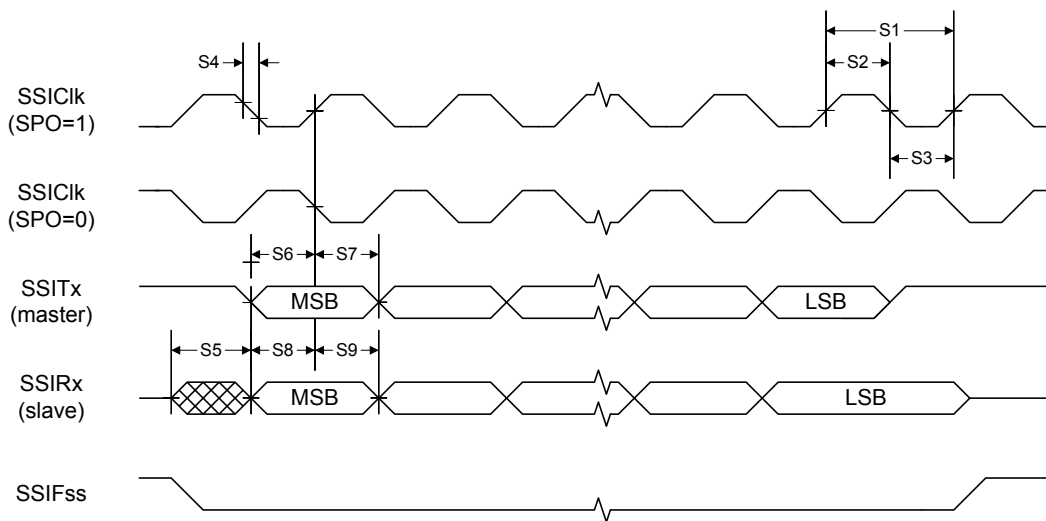 S1
S4
S2
SSIClk
(SPO=1)
S3
SSIClk
(SPO=0)
S6
S7
SSITx
(master)
MSB
LSB
S5
S8
S9
SSIRx
(slave)
MSB
LSB
SSIFss